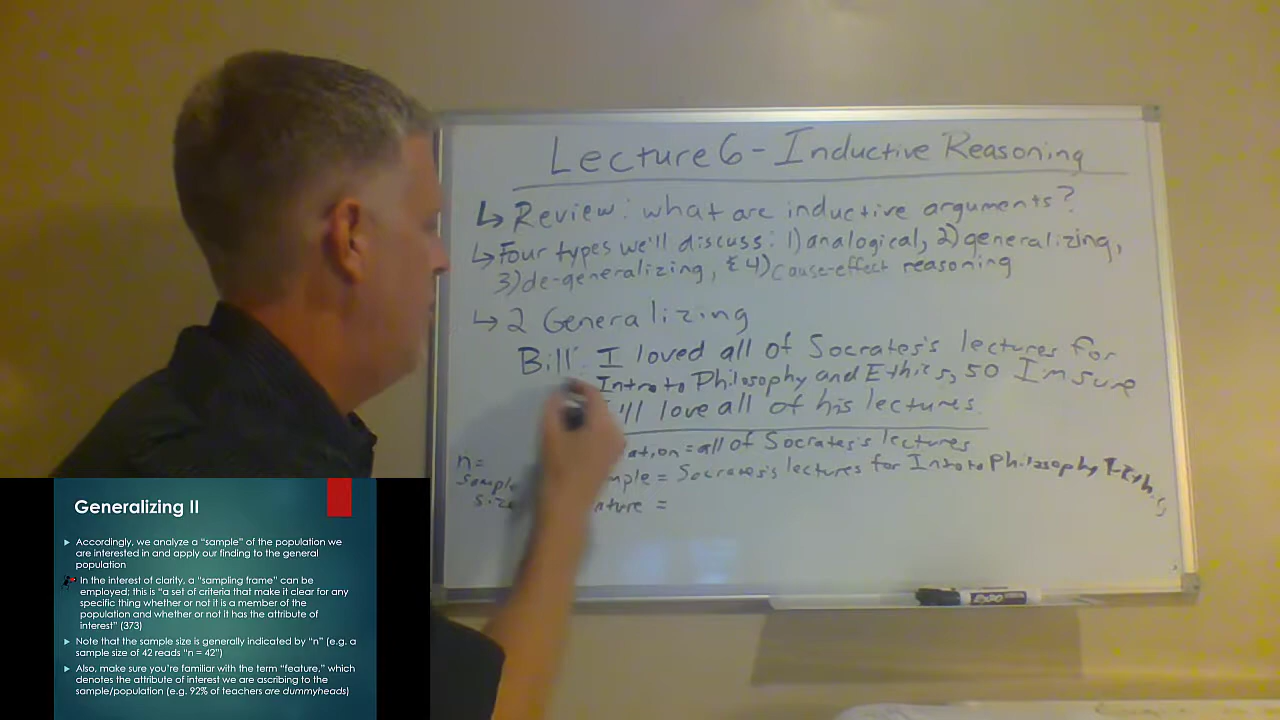 Lecture 6 - Inductive Reasoning
↳ Review: what are inductive arguments?
↳ Four types we'll discuss: 1) analogical, 2) generalizing,
3) de-generalizing, & 4) cause-effect reasoning
↳ 2 Generalizing
Bill: I loved all of Socrates's lectures for
Intro to Philosophy and Ethics, so I'm sure
I'll love all of his lectures.
ation = all of Socrates's lectures
n=
mple = Socrates's lectures for Intro to Philosophy & Ethics
sample
size
ature =
Generalizing II
Accordingly, we analyze a "sample" of the population we
are interested in and apply our finding to the general
population
In the interest of clarity, a "sampling frame" can be
employed; this is "a set of criteria that make it clear for any
specific thing whether or not it is a member of the
population and whether or not it has the attribute of
interest" (373)
Note that the sample size is generally indicated by "n" (e.g. a
sample size of 42 reads "n = 42")
Also, make sure you're familiar with the term "feature," which
denotes the attribute of interest we are ascribing to the
sample/population (e.g. 92% of teachers are dummyheads)
EXPO